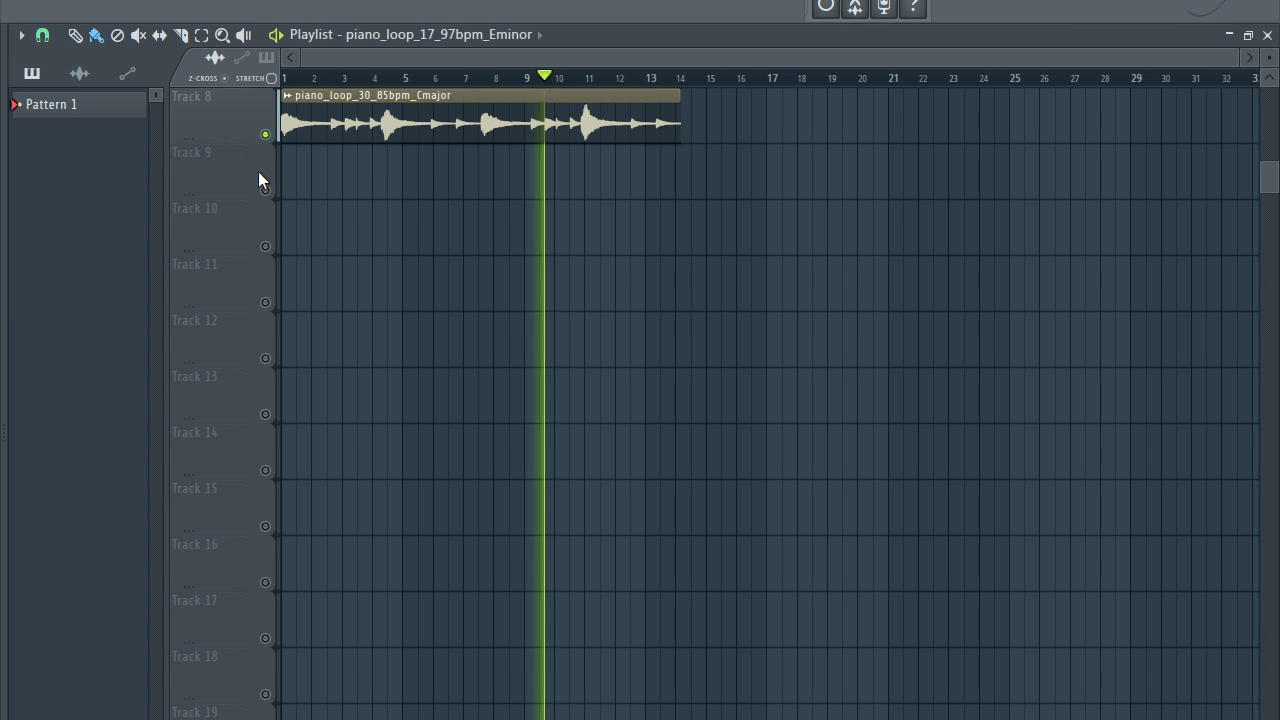 ?
Playlist - piano_loop_17_97bpm_Eminor
Z-CROSS STRETCH
1 2 3 4 5 6 7 8 9 10 11 12 13 14 15 16 17 18 19 20 21 22 23 24 25 26 27 28 29 30 31 32
Pattern 1
Track 8
piano_loop_30_85bpm_Cmajor
Track 9
Track 10
Track 11
Track 12
Track 13
Track 14
Track 15
Track 16
Track 17
Track 18
Track 19